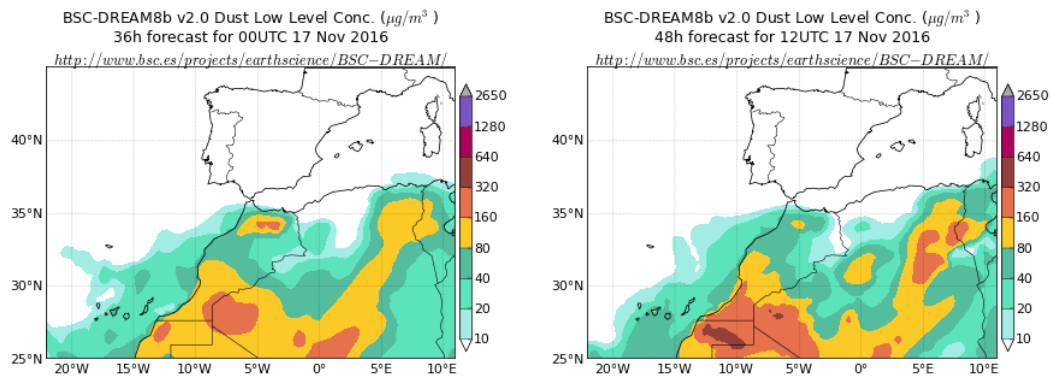 BSC-DREAM8b v2.0 Dust Low Level Conc. (μg/m³ )
36h forecast for 00UTC 17 Nov 2016
http://www.bsc.es/projects/earthscience/BSC−DREAM/
40°N
35°N
30°N
25°N
20°W
15°W
10°W
5°W
0°
5°E
10°E
2650
1280
640
320
160
80
40
20
10
BSC-DREAM8b v2.0 Dust Low Level Conc. (μg/m³ )
48h forecast for 12UTC 17 Nov 2016
http://www.bsc.es/projects/earthscience/BSC−DREAM/
40°N
35°N
30°N
25°N
20°W
15°W
10°W
5°W
0°
5°E
10°E
2650
1280
640
320
160
80
40
20
10